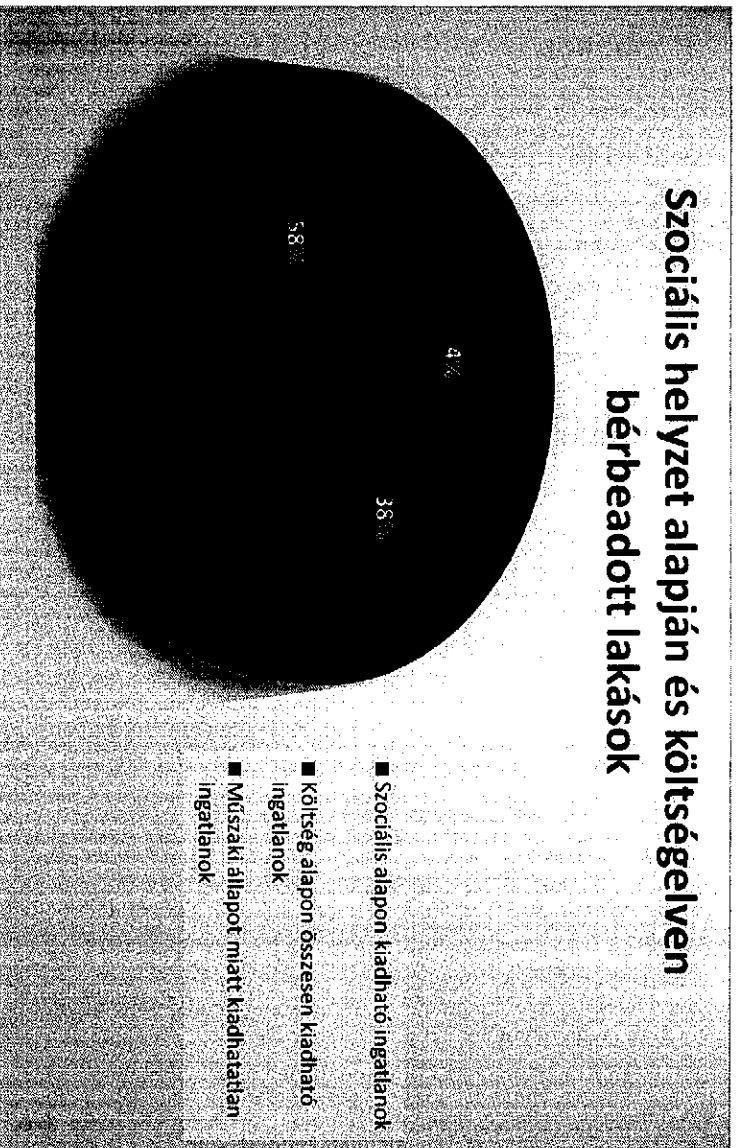 Szociális helyzet alapján és költségelven
bérbeadott lakások
4%
38%
58%
■ Szociális alapon kiadható ingatlanok
■ Költség alapon összesen kiadható
ingatlanok
■ Műszaki állapot miatt kiadhatatlan
ingatlanok